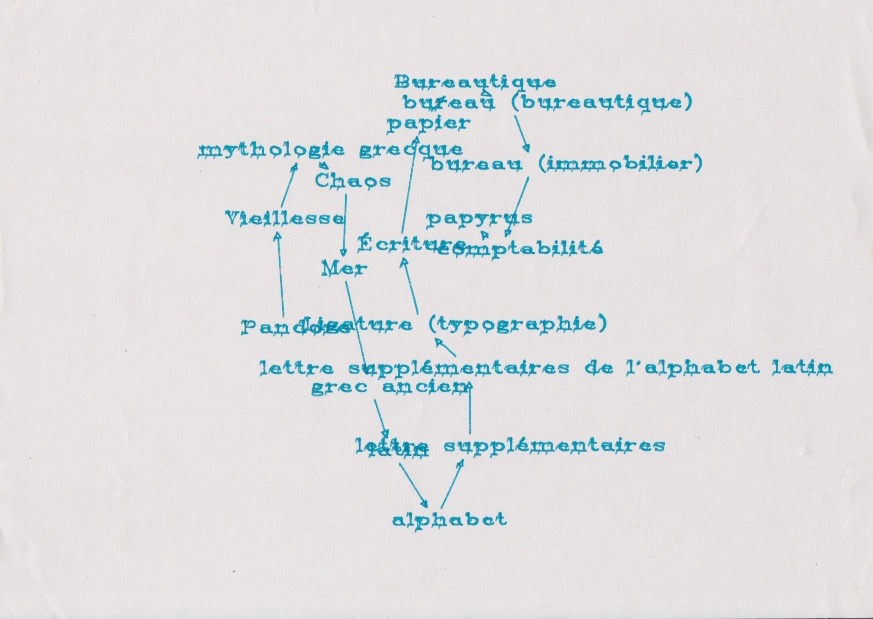 Bureautique
bureau (bureautique)
papier
mythologie grecque
bureau (immobilier)
Chaos
Vieillesse
papyrus
Écriture
comptabilité
Mer
Pandore
ligature (typographie)
lettre supplémentaires de l'alphabet latin
grec ancien
lettre supplémentaires
latin
alphabet